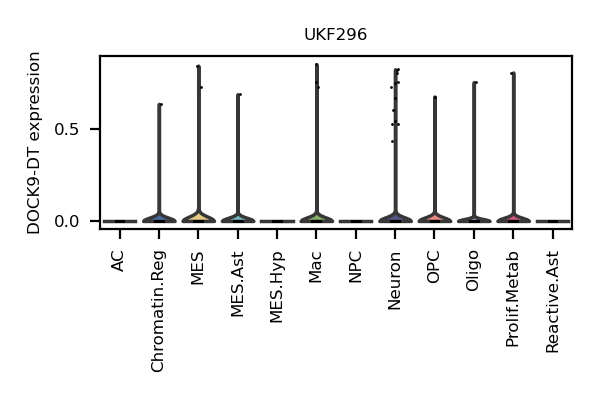 UKF296
DOCK9-DT expression
0.5
0.0
AC
Chromatin.Reg
MES
MES.Ast
MES.Hyp
Mac
NPC
Neuron
OPC
Oligo
Prolif.Metab
Reactive.Ast